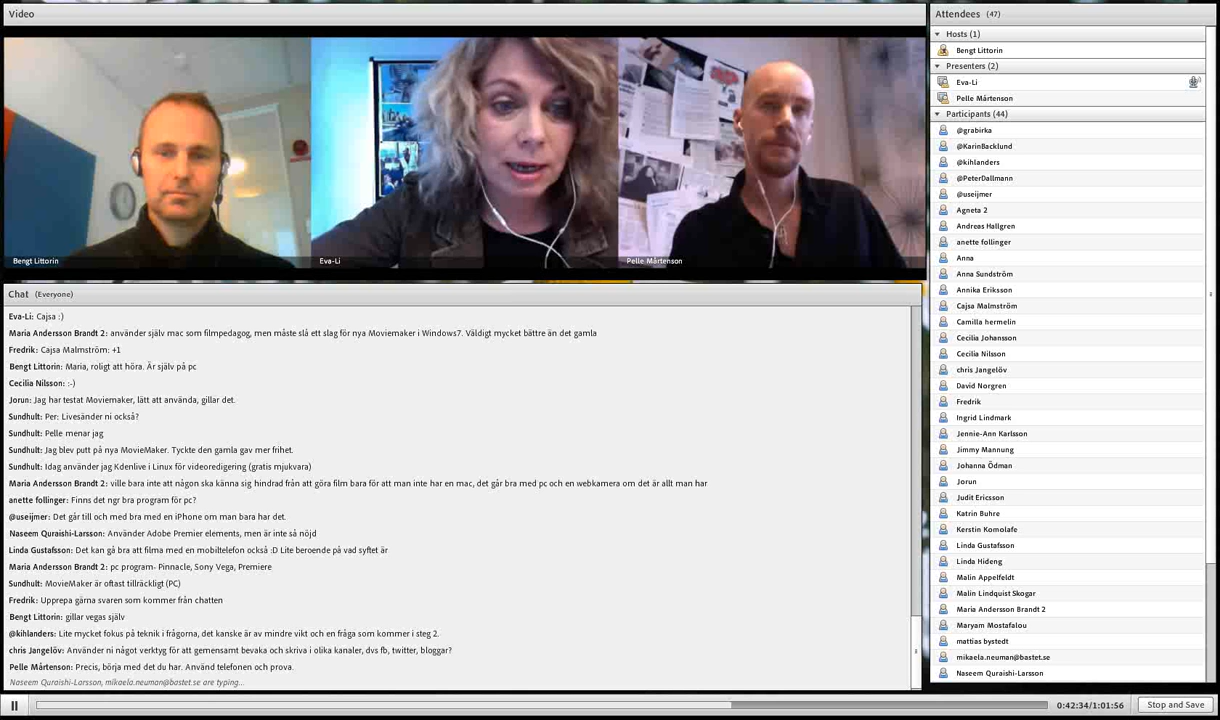 Video
Bengt Littorin
Eva-Li
Pelle Mårtenson
Chat (Everyone)
Eva-Li: Cajsa :)
Maria Andersson Brandt 2: använder själv mac som filmpedagog, men måste slå ett slag för nya Moviemaker i Windows7. Väldigt mycket bättre än det gamla
Fredrik: Cajsa Malmström: +1
Bengt Littorin: Maria, roligt att höra. Är själv på pc
Cecilia Nilsson: :-)
Jorun: Jag har testat Moviemaker, lätt att använda, gillar det.
Sundhult: Per: Livesänder ni också?
Sundhult: Pelle menar jag
Sundhult: Jag blev putt på nya MovieMaker. Tyckte den gamla gav mer frihet.
Sundhult: Idag använder jag Kdenlive i Linux för videoredigering (gratis mjukvara)
Maria Andersson Brandt 2: ville bara inte att någon ska känna sig hindrad från att göra film bara för att man inte har en mac, det går bra med pc och en webkamera om det är allt man har
anette follinger: Finns det ngr bra program för pc?
@useijmer: Det går till och med bra med en iPhone om man bara har det.
Naseem Quraishi-Larsson: Använder Adobe Premier elements, men är inte så nöjd
Linda Gustafsson: Det kan gå bra att filma med en mobiltelefon också :D Lite beroende på vad syftet är
Maria Andersson Brandt 2: pc program- Pinnacle, Sony Vega, Premiere
Sundhult: MovieMaker är oftast tillräckligt (PC)
Fredrik: Upprepa gärna svaren som kommer från chatten
Bengt Littorin: gillar vegas själv
@kihlanders: Lite mycket fokus på teknik i frågorna, det kanske är av mindre vikt och en fråga som kommer i steg 2.
chris Jangelöv: Använder ni något verktyg för att gemensamt bevaka och skriva i olika kanaler, dvs fb, twitter, bloggar?
Pelle Mårtenson: Precis, börja med det du har. Använd telefonen och prova.
Naseem Quraishi-Larsson, mikaela.neuman@bastet.se are typing...
Attendees (47)
Hosts (1)
Bengt Littorin
Presenters (2)
Eva-Li
Pelle Mårtenson
Participants (44)
@grabirka
@KarinBacklund
@kihlanders
@PeterDallmann
@useijmer
Agneta 2
Andreas Hallgren
anette follinger
Anna
Anna Sundström
Annika Eriksson
Cajsa Malmström
Camilla hermelin
Cecilia Johansson
Cecilia Nilsson
chris Jangelöv
David Norgren
Fredrik
Ingrid Lindmark
Jennie-Ann Karlsson
Jimmy Mannung
Johanna Ödman
Jorun
Judit Ericsson
Katrin Buhre
Kerstin Komolafe
Linda Gustafsson
Linda Hideng
Malin Appelfeldt
Malin Lindquist Skogar
Maria Andersson Brandt 2
Maryam Mostafalou
mattias bystedt
mikaela.neuman@bastet.se
Naseem Quraishi-Larsson
0:42:34/1:01:56
Stop and Save